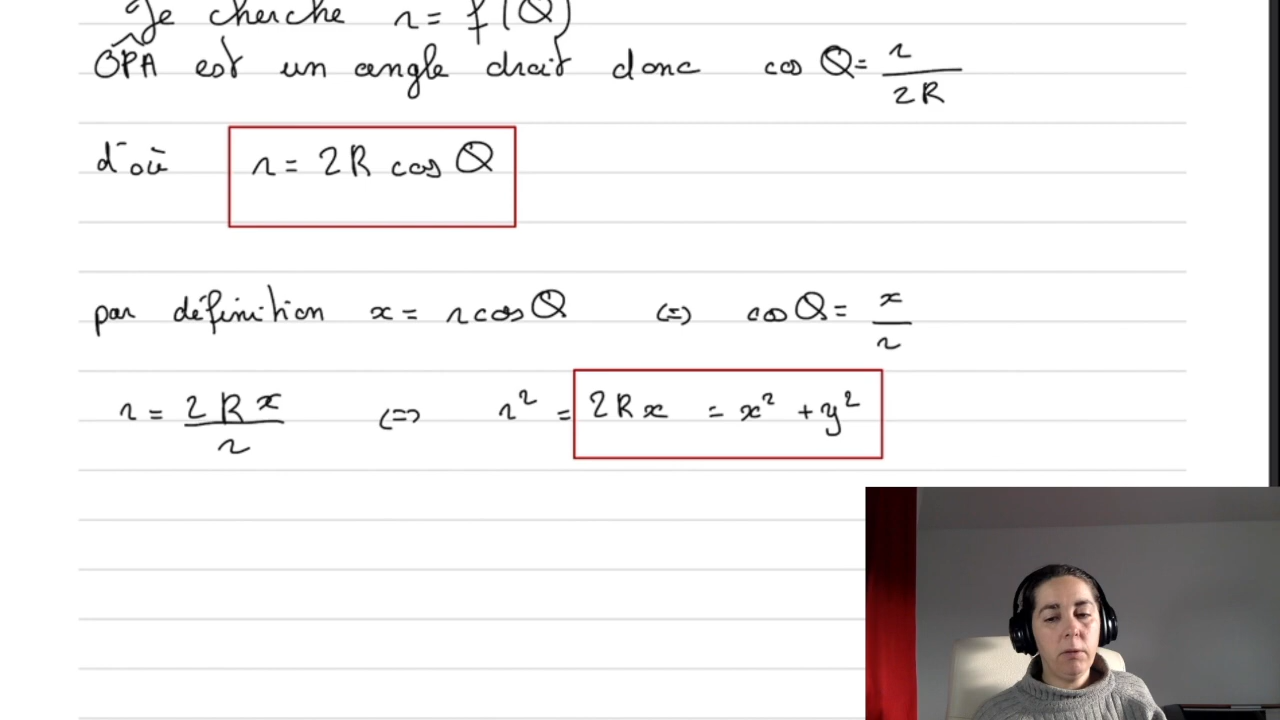 Je cherche r = f(θ)
OPA est un angle droit donc cos θ = r / 2R
d'où r = 2R cos θ
par définition x = r cos θ (=) cos θ = x / r
r = 2Rx / r (=) r² = 2Rx = x² + y²